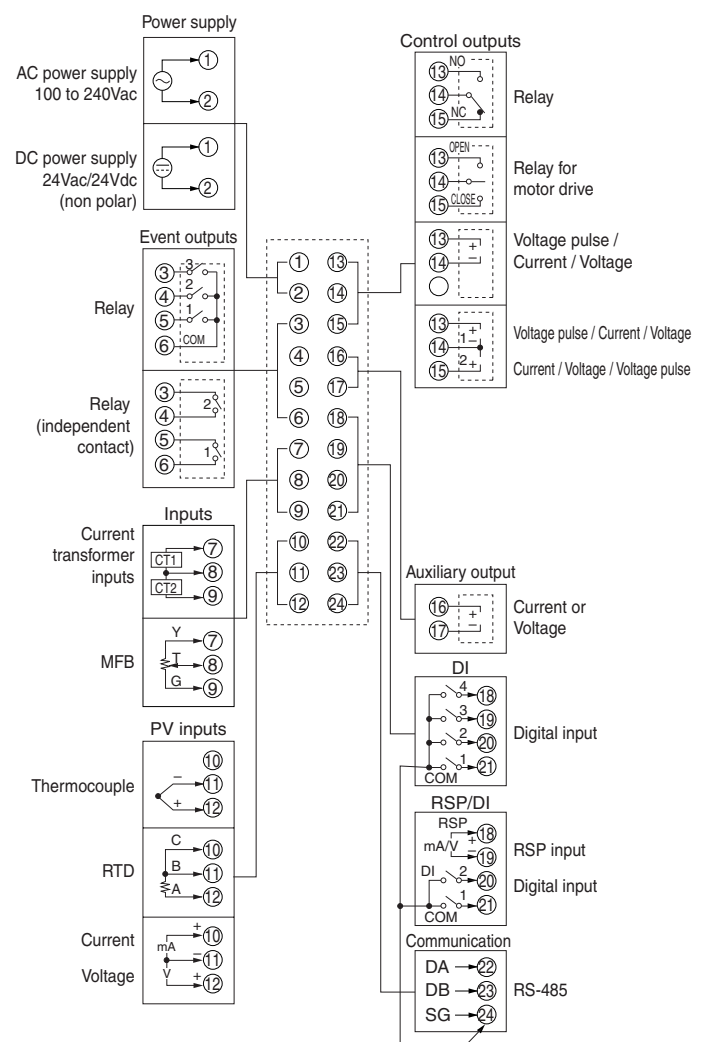 Power supply
AC power supply
100 to 240Vac
1
2
DC power supply
24Vac/24Vdc
(non polar)
1
2
Event outputs
Relay
3 3
4 2
5 1
6 COM
Relay
(independent
contact)
3
4 2
5
6 1
Inputs
Current
transformer
inputs
CT1
CT2
7
8
9
MFB
Y 7
T 8
G 9
PV inputs
Thermocouple
10
− 11
+ 12
RTD
C 10
B 11
A 12
Current
Voltage
mA
V
+ 10
− 11
+ 12
1 13
2 14
3 15
4 16
5 17
6 18
7 19
8 20
9 21
10 22
11 23
12 24
Control outputs
13 NO
14
15 NC
Relay
13 OPEN
14
15 CLOSE
Relay for
motor drive
13 +
14 −
Voltage pulse /
Current / Voltage
13 +
14 1 −
15 2 +
Voltage pulse / Current / Voltage
Current / Voltage / Voltage pulse
Auxiliary output
16 +
17 −
Current or
Voltage
DI
4 18
3 19
2 20
1 21
COM
Digital input
RSP/DI
RSP
mA/V
18
+
−
19
DI 2 20
1 21
COM
RSP input
Digital input
Communication
DA 22
DB 23
SG 24
RS-485